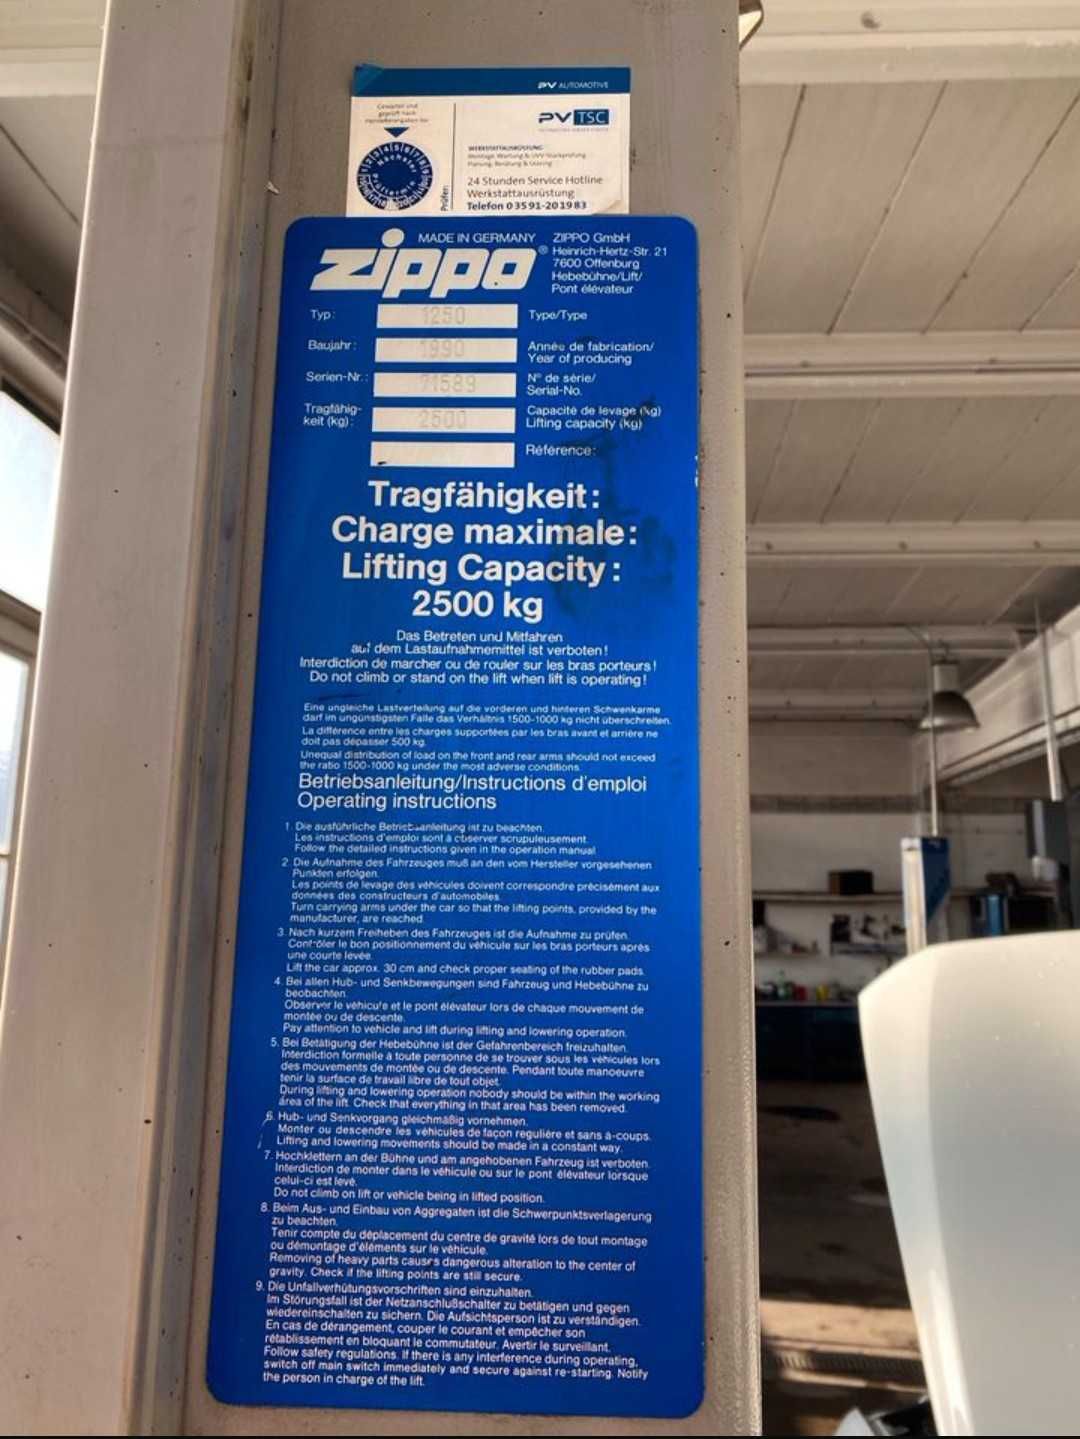 PV AUTOMOTIVE
Gewartet und
geprüft nach
Herstellerangaben
PV TSC
WERKSTATTAUSRÜSTUNG
Montage, Wartung & UVV-Starkprüfung
Planung, Beratung & Leasing
24 Stunden Service Hotline
Werkstattausrüstung
Telefon 0 35 91-20 19 83
Prüfer:
Nächster
Prüftermin
MADE IN GERMANY
zippo®
ZIPPO GmbH
Heinrich-Hertz-Str. 21
7600 Offenburg
Hebebühne/Lift/
Pont élévateur
Typ: 1250 Type/Type
Baujahr: 1990 Année de fabrication/
Year of producing
Serien-Nr.: 71589 N° de série/
Serial-No.
Tragfähig-
keit (kg): 2500 Capacité de levage (kg)
Lifting capacity (kg)
Référence:
Tragfähigkeit:
Charge maximale:
Lifting Capacity:
2500 kg
Das Betreten und Mitfahren
auf dem Lastaufnahmemittel ist verboten!
Interdiction de marcher ou de rouler sur les bras porteurs!
Do not climb or stand on the lift when lift is operating!
Eine ungleiche Lastverteilung auf die vorderen und hinteren Schwenkarme
darf im ungünstigsten Falle das Verhältnis 1500-1000 kg nicht überschreiten.
La différence entre les charges supportées par les bras avant et arrière ne
doit pas dépasser 500 kg.
Unequal distribution of load on the front and rear arms should not exceed
the ratio 1500-1000 kg under the most adverse conditions.
Betriebsanleitung/Instructions d'emploi
Operating instructions
1. Die ausführliche Betriebsanleitung ist zu beachten.
Les instructions d'emploi sont à observer scrupuleusement.
Follow the detailed instructions given in the operation manual.
2. Die Aufnahme des Fahrzeuges muß an den vom Hersteller vorgesehenen
Punkten erfolgen.
Les points de levage des véhicules doivent correspondre précisément aux
données des constructeurs d'automobiles.
Turn carrying arms under the car so that the lifting points, provided by the
manufacturer, are reached.
3. Nach kurzem Freiheben des Fahrzeuges ist die Aufnahme zu prüfen.
Contrôler le bon positionnement du véhicule sur les bras porteurs après
une courte levée.
Lift the car approx. 30 cm and check proper seating of the rubber pads.
4. Bei allen Hub- und Senkbewegungen sind Fahrzeug und Hebebühne zu
beobachten.
Observer le véhicule et le pont élévateur lors de chaque mouvement de
montée ou de descente.
Pay attention to vehicle and lift during lifting and lowering operation.
5. Bei Betätigung der Hebebühne ist der Gefahrenbereich freizuhalten.
Interdiction formelle à toute personne de se trouver sous les véhicules lors
des mouvements de montée ou de descente. Pendant toute manoeuvre
tenir la surface de travail libre de tout objet.
During lifting and lowering operation nobody should be within the working
area of the lift. Check that everything in that area has been removed.
6. Hub- und Senkvorgang gleichmäßig vornehmen.
Monter ou descendre les véhicules de façon regulière et sans à-coups.
Lifting and lowering movements should be made in a constant way.
7. Hochklettern an der Bühne und am angehobenen Fahrzeug ist verboten.
Interdiction de monter dans le véhicule ou sur le pont élévateur lorsque
celui-ci est levé.
Do not climb on lift or vehicle being in lifted position.
8. Beim Aus- und Einbau von Aggregaten ist die Schwerpunktsverlagerung
zu beachten.
Tenir compte du déplacement du centre de gravité lors de tout montage
ou démontage d'éléments sur le véhicule.
Removing of heavy parts causes dangerous alteration to the center of
gravity. Check if the lifting points are still secure.
9. Die Unfallverhütungsvorschriften sind einzuhalten.
Im Störungsfall ist der Netzanschlußschalter zu betätigen und gegen
wiedereinschalten zu sichern. Die Aufsichtsperson ist zu verständigen.
En cas de dérangement, couper le courant et empêcher son
rétablissement en bloquant le commutateur. Avertir le surveillant.
Follow safety regulations. If there is any interference during operating,
switch off main switch immediately and secure against re-starting. Notify
the person in charge of the lift.